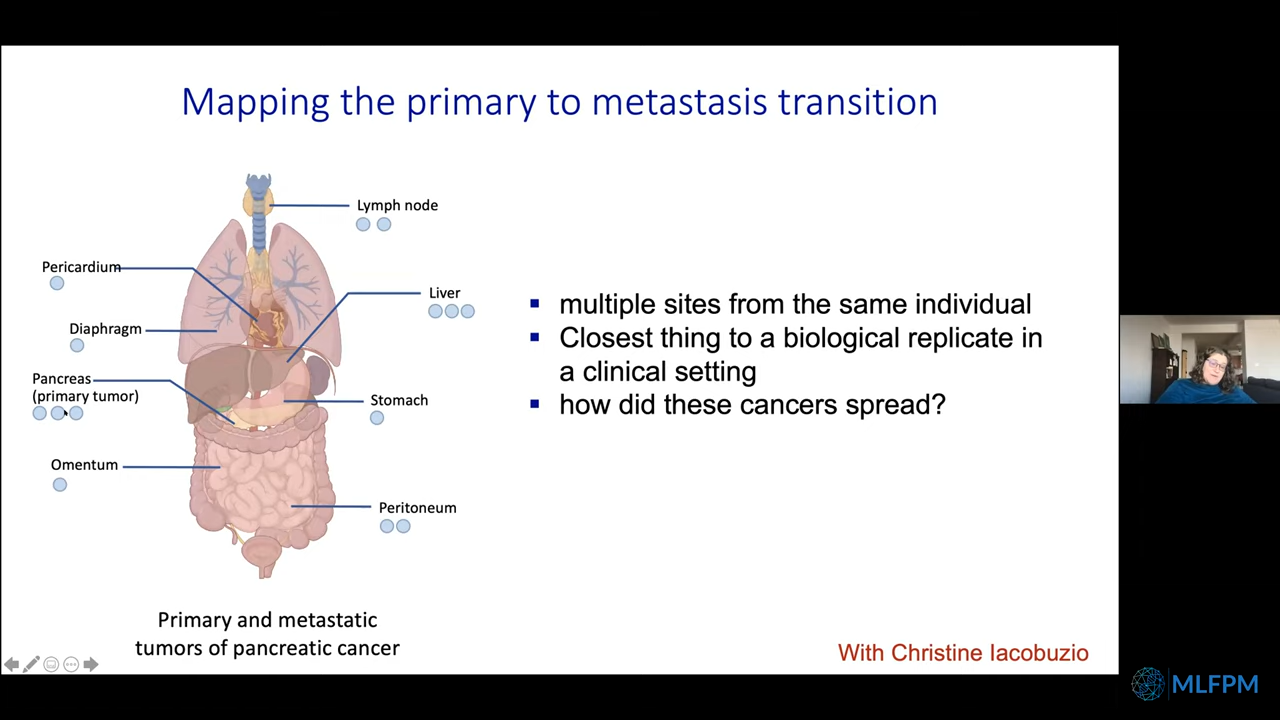 Mapping the primary to metastasis transition
Lymph node
Pericardium
Liver
Diaphragm
Pancreas
(primary tumor)
Stomach
Omentum
Peritoneum
Primary and metastatic
tumors of pancreatic cancer
multiple sites from the same individual
Closest thing to a biological replicate in
a clinical setting
how did these cancers spread?
With Christine Iacobuzio
MLFPM